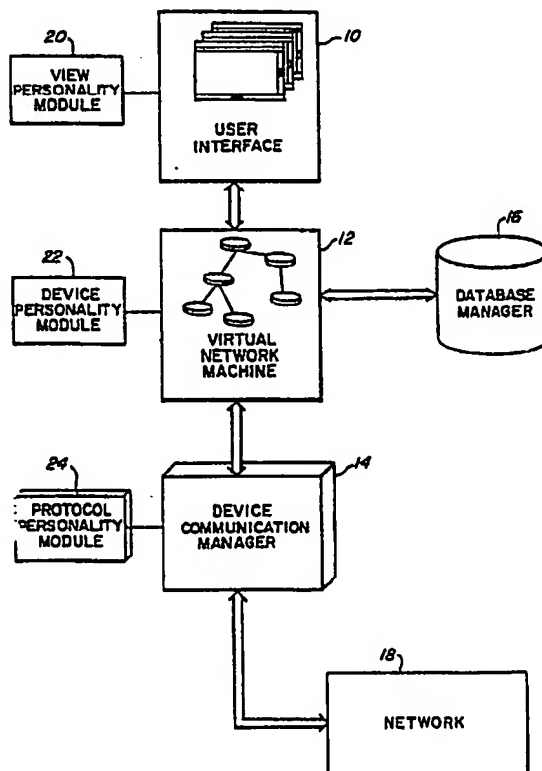 20
10
VIEW
PERSONALITY
MODULE
USER
INTERFACE
12
16
22
DEVICE
PERSONALITY
MODULE
VIRTUAL
NETWORK
MACHINE
DATABASE
MANAGER
24
14
PROTOCOL
PERSONALITY
MODULE
DEVICE
COMMUNICATION
MANAGER
18
NETWORK